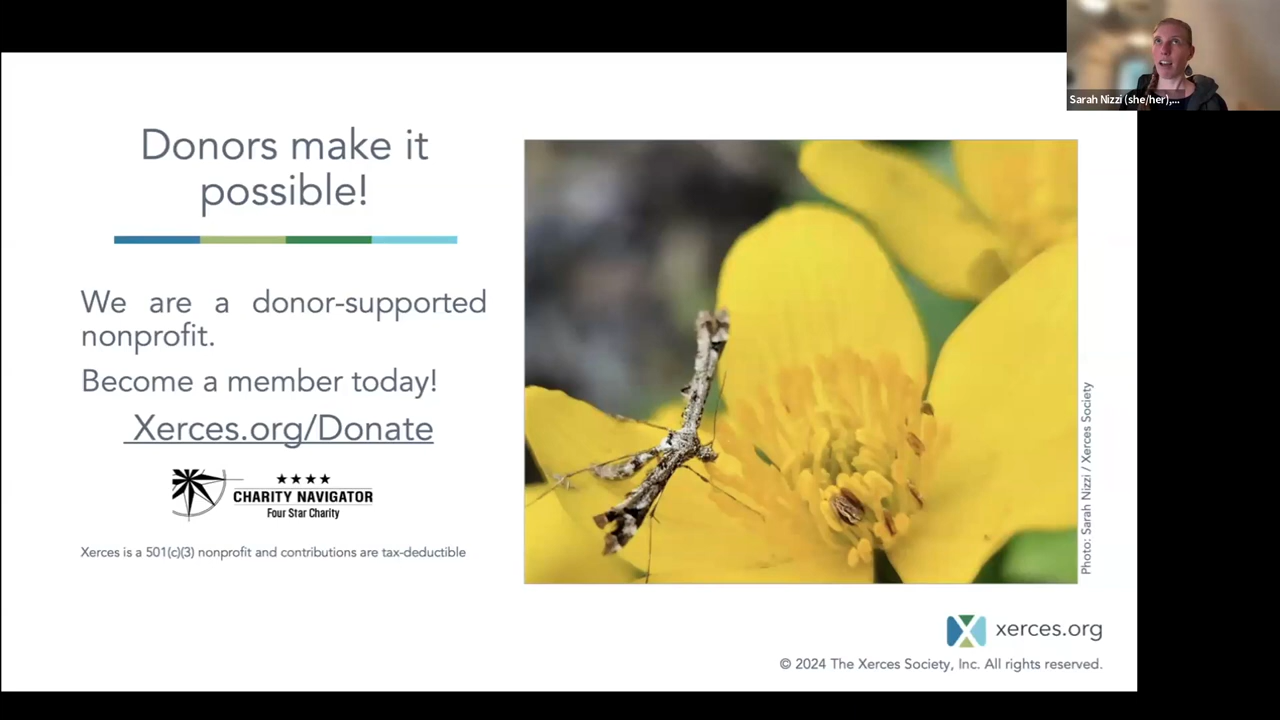 Sarah Nizzi (she/her),...
Donors make it
possible!
We are a donor-supported
nonprofit.
Become a member today!
Xerces.org/Donate
CHARITY NAVIGATOR
Four Star Charity
Xerces is a 501(c)(3) nonprofit and contributions are tax-deductible
Photo: Sarah Nizzi / Xerces Society
xerces.org
© 2024 The Xerces Society, Inc. All rights reserved.